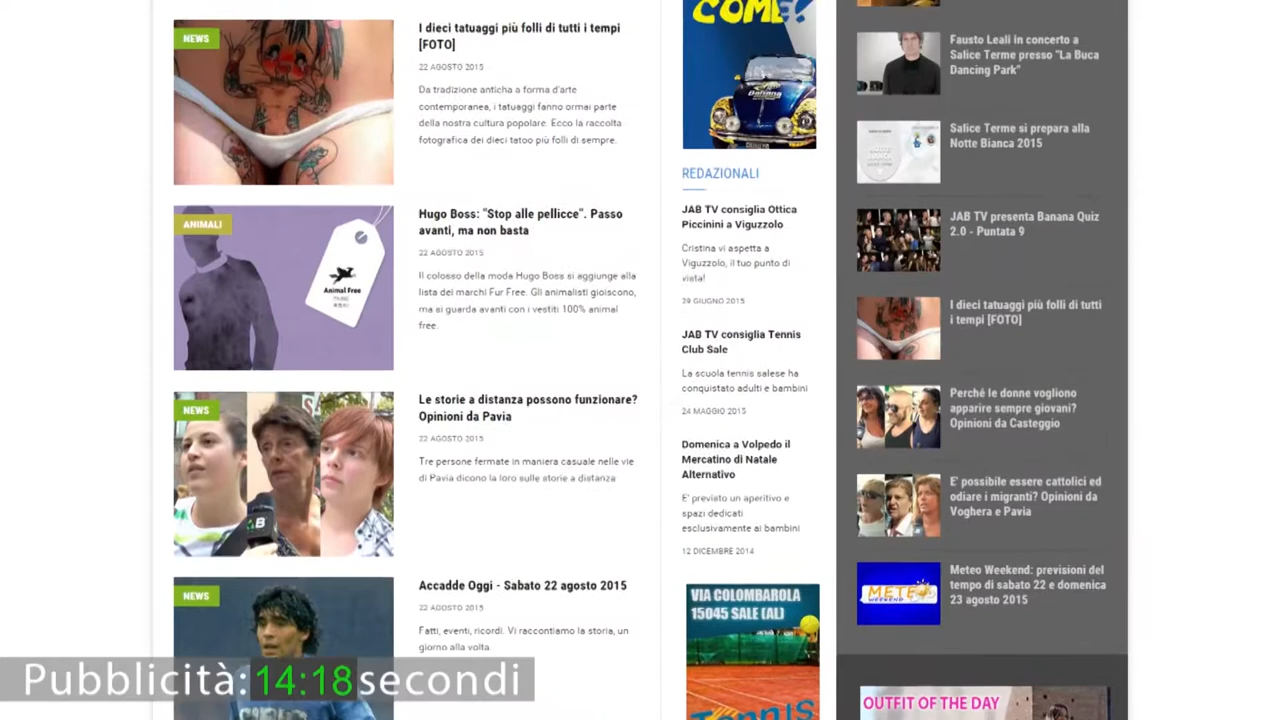 NEWS
I dieci tatuaggi più folli di tutti i tempi
[FOTO]
22 AGOSTO 2015
Da tradizione antica a forma d'arte
contemporanea, i tatuaggi fanno ormai parte
della nostra cultura popolare. Ecco la raccolta
fotografica dei dieci tatoo più folli di sempre.
ANIMALI
Animal Free
Hugo Boss: "Stop alle pellicce". Passo
avanti, ma non basta
22 AGOSTO 2015
Il colosso della moda Hugo Boss si aggiunge alla
lista dei marchi Fur Free. Gli animalisti gioiscono,
ma si guarda avanti con i vestiti 100% animal
free.
NEWS
Le storie a distanza possono funzionare?
Opinioni da Pavia
22 AGOSTO 2015
Tre persone fermate in maniera casuale nelle vie
di Pavia dicono la loro sulle storie a distanza
NEWS
Accadde Oggi - Sabato 22 agosto 2015
22 AGOSTO 2015
Fatti, eventi, ricordi. Vi raccontiamo la storia, un
giorno alla volta.
COME!
Banana
REDAZIONALI
JAB TV consiglia Ottica
Piccinini a Viguzzolo
Cristina vi aspetta a
Viguzzolo, il tuo punto di
vista!
29 GIUGNO 2015
JAB TV consiglia Tennis
Club Sale
La scuola tennis salese ha
conquistato adulti e bambini
24 MAGGIO 2015
Domenica a Volpedo il
Mercatino di Natale
Alternativo
E' previsto un aperitivo e
spazi dedicati
esclusivamente ai bambini
12 DICEMBRE 2014
VIA COLOMBAROLA
15045 SALE (AL)
Tennis
Fausto Leali in concerto a
Salice Terme presso "La Buca
Dancing Park"
Salice Terme si prepara alla
Notte Bianca 2015
JAB TV presenta Banana Quiz
2.0 - Puntata 9
I dieci tatuaggi più folli di tutti
i tempi [FOTO]
Perché le donne vogliono
apparire sempre giovani?
Opinioni da Casteggio
E' possibile essere cattolici ed
odiare i migranti? Opinioni da
Voghera e Pavia
METEO
WEEKEND
Meteo Weekend: previsioni del
tempo di sabato 22 e domenica
23 agosto 2015
OUTFIT OF THE DAY
Pubblicità: 14:18 secondi